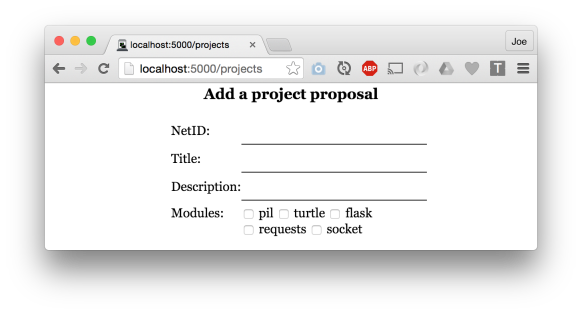 localhost:5000/projects
Joe
localhost:5000/projects
ABP
T
Add a project proposal
NetID:
Title:
Description:
Modules: pil turtle flask
requests socket